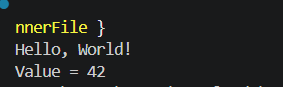 nnerFile }
Hello, World!
Value = 42